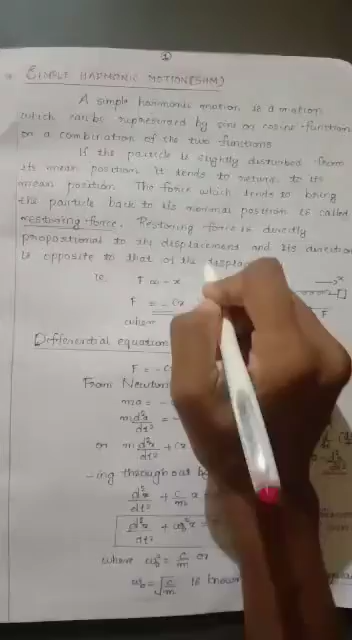 ①
SIMPLE HARMONIC MOTION (SHM)
A simple harmonic motion is a motion
which can be represented by sine or cosine function
or a combination of the two functions
If the particle is slightly disturbed from
its mean position it tends to return to its
mean position. The force which tends to bring
the particle back to its normal position is called
restoring force. Restoring force is directly
propostional to the displacement and its direction
is opposite to that of the displac
ie. F ∝ -x
F = -Cx
when
Differential equation
F = -C
From Newton
ma = -
m d²x/dt² = -
or m d²x/dt² + Cx
-ing throughout by
d²x/dt² + C/m x
d²x/dt² + ω₀²x =
where ω₀² = C/m or
ω₀ = √C/m is known